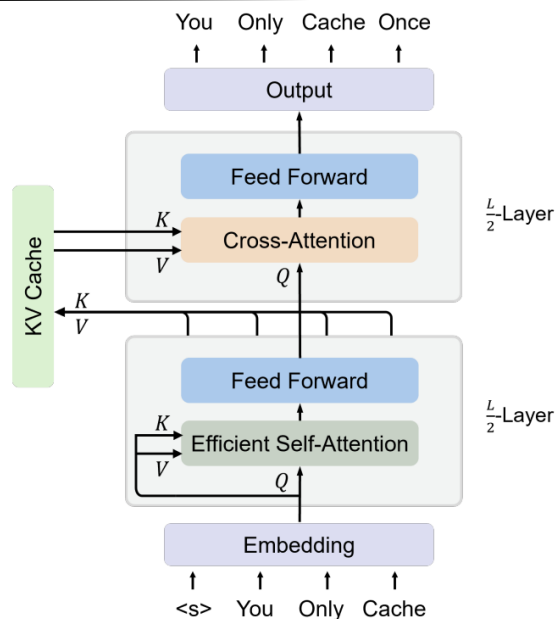 You Only Cache Once
Output
Feed Forward
K
Cross-Attention
V
Q
L/2-Layer
KV Cache
K
V
Feed Forward
K
Efficient Self-Attention
V
Q
L/2-Layer
Embedding
<s> You Only Cache